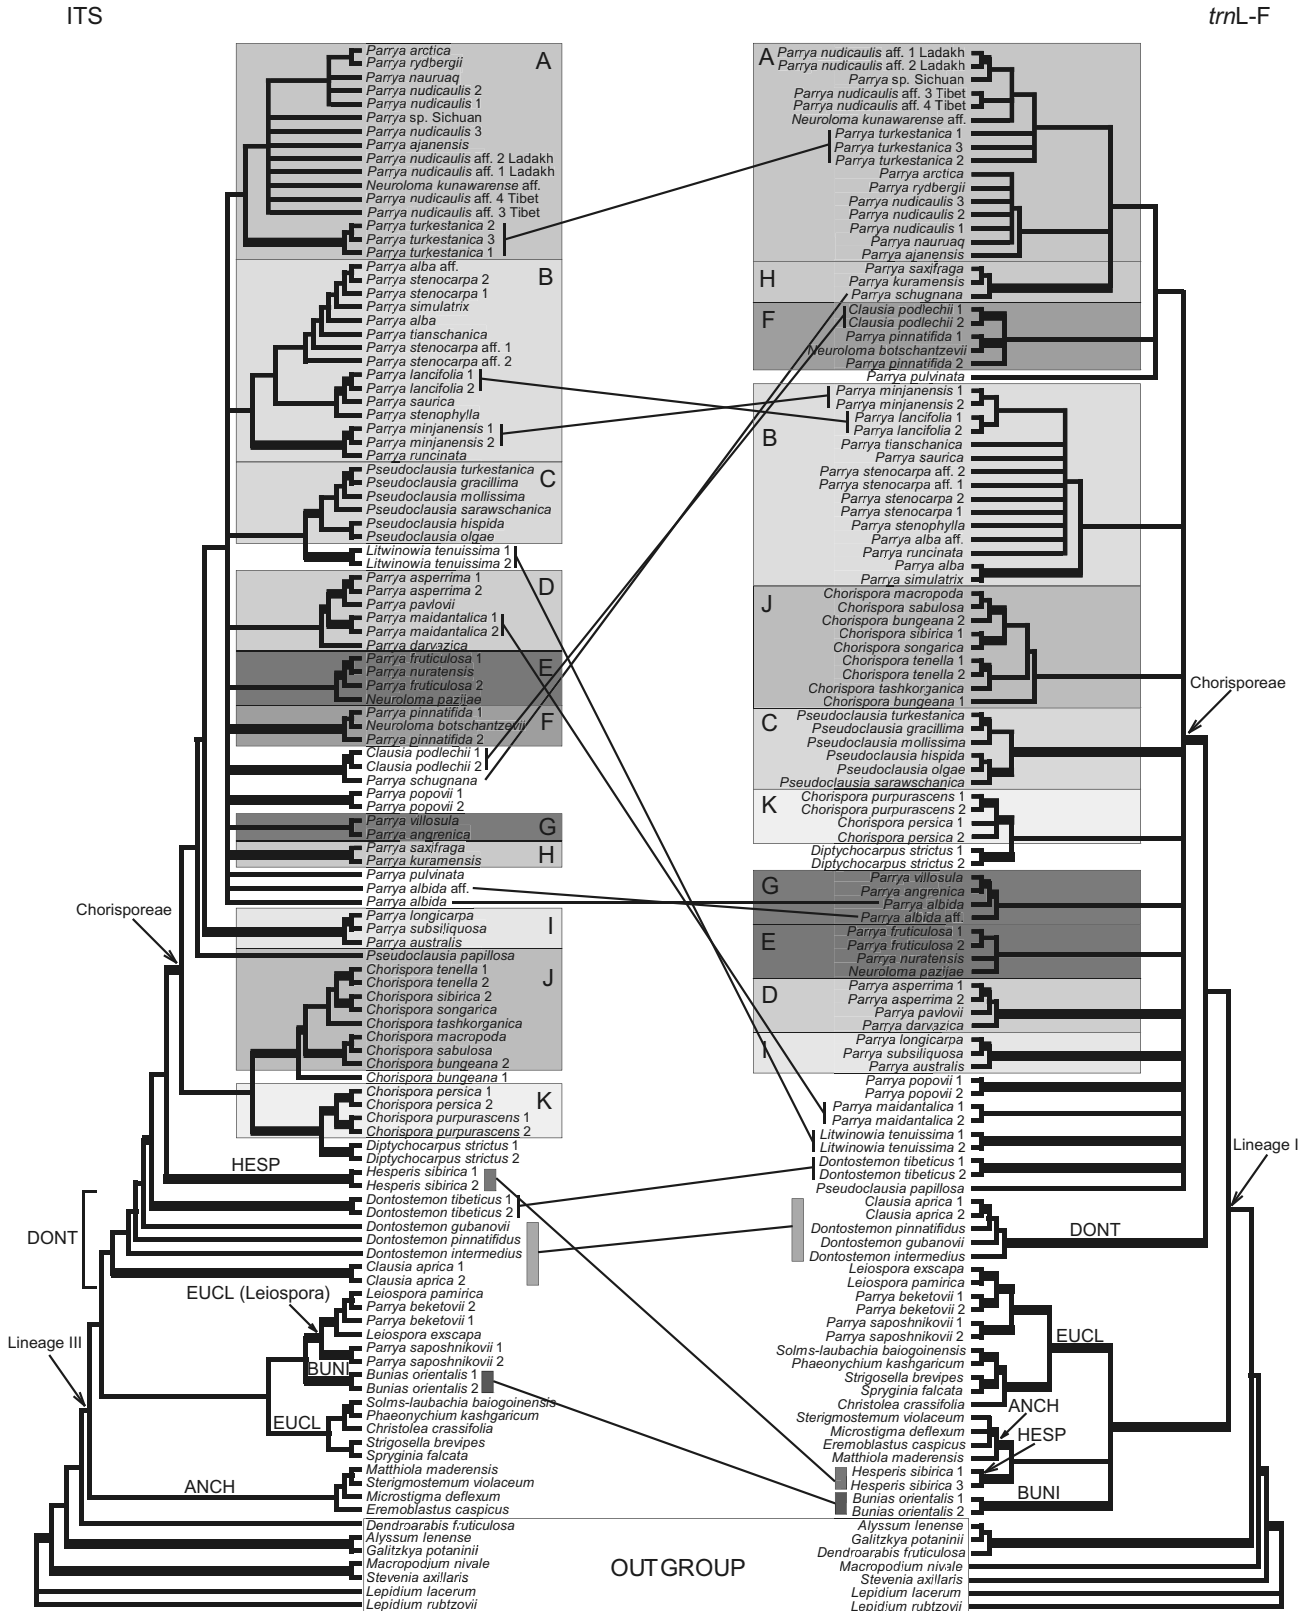 ITS
trnL-F
A
Parrya arctica
Parrya rydbergii
Parrya nauruaq
Parrya nudicaulis 2
Parrya nudicaulis 1
Parrya sp. Sichuan
Parrya nudicaulis 3
Parrya ajanensis
Parrya nudicaulis aff. 2 Ladakh
Parrya nudicaulis aff. 1 Ladakh
Neuroloma kunawarense aff.
Parrya nudicaulis aff. 4 Tibet
Parrya nudicaulis aff. 3 Tibet
Parrya turkestanica 2
Parrya turkestanica 3
Parrya turkestanica 1
B
Parrya alba aff.
Parrya stenocarpa 2
Parrya stenocarpa 1
Parrya simulatrix
Parrya alba
Parrya tianschanica
Parrya stenocarpa aff. 1
Parrya stenocarpa aff. 2
Parrya lancifolia 1
Parrya lancifolia 2
Parrya saurica
Parrya stenophylla
Parrya minjanensis 1
Parrya minjanensis 2
Parrya runcinata
C
Pseudoclausia turkestanica
Pseudoclausia gracillima
Pseudoclausia mollissima
Pseudoclausia sarawschanica
Pseudoclausia hispida
Pseudoclausia olgae
Litwinowia tenuissima 1
Litwinowia tenuissima 2
D
Parrya asperrima 1
Parrya asperrima 2
Parrya pavlovii
Parrya maidantalica 1
Parrya maidantalica 2
Parrya darvazica
E
Parrya fruticulosa 1
Parrya nuratensis
Parrya fruticulosa 2
Neuroloma pazijae
F
Parrya pinnatifida 1
Neuroloma botschantzevii
Parrya pinnatifida 2
Clausia podlechii 1
Clausia podlechii 2
Parrya schugnana
Parrya popovii 1
Parrya popovii 2
G
Parrya villosula
Parrya angrenica
H
Parrya saxifraga
Parrya kuramensis
Parrya pulvinata
Parrya albida aff.
Parrya albida
Chorisporeae
I
Parrya longicarpa
Parrya subsiliquosa
Parrya australis
Pseudoclausia papillosa
J
Chorispora tenella 1
Chorispora tenella 2
Chorispora sibirica 2
Chorispora songarica
Chorispora tashkorganica
Chorispora macropoda
Chorispora sabulosa
Chorispora bungeana 2
Chorispora bungeana 1
K
Chorispora persica 1
Chorispora persica 2
Chorispora purpurascens 1
Chorispora purpurascens 2
Diptychocarpus strictus 1
Diptychocarpus strictus 2
HESP
Hesperis sibirica 1
Hesperis sibirica 2
DONT
Dontostemon tibeticus 1
Dontostemon tibeticus 2
Dontostemon gubanovii
Dontostemon pinnatifidus
Dontostemon intermedius
Clausia aprica 1
Clausia aprica 2
EUCL (Leiospora)
Leiospora pamirica
Parrya beketovii 2
Parrya beketovii 1
Leiospora exscapa
Parrya saposhnikovii 1
Parrya saposhnikovii 2
Lineage III
BUNI
Bunias orientalis 1
Bunias orientalis 2
EUCL
Solms-laubachia baiogoinensis
Phaeonychium kashgaricum
Christolea crassifolia
Strigosella brevipes
Spryginia falcata
ANCH
Matthiola maderensis
Sterigmostemum violaceum
Microstigma deflexum
Eremoblastus caspicus
Dendroarabis fruticulosa
Alyssum lenense
Galitzkya potaninii
Macropodium nivale
Stevenia axillaris
Lepidium lacerum
Lepidium rubtzovii
OUTGROUP
A
Parrya nudicaulis aff. 1 Ladakh
Parrya nudicaulis aff. 2 Ladakh
Parrya sp. Sichuan
Parrya nudicaulis aff. 3 Tibet
Parrya nudicaulis aff. 4 Tibet
Neuroloma kunawarense aff.
Parrya turkestanica 1
Parrya turkestanica 3
Parrya turkestanica 2
Parrya arctica
Parrya rydbergii
Parrya nudicaulis 3
Parrya nudicaulis 2
Parrya nudicaulis 1
Parrya nauruaq
Parrya ajanensis
H
Parrya saxifraga
Parrya kuramensis
Parrya schugnana
F
Clausia podlechii 1
Clausia podlechii 2
Parrya pinnatifida 1
Neuroloma botschantzevii
Parrya pinnatifida 2
Parrya pulvinata
B
Parrya minjanensis 1
Parrya minjanensis 2
Parrya lancifolia 1
Parrya lancifolia 2
Parrya tianschanica
Parrya saurica
Parrya stenocarpa aff. 2
Parrya stenocarpa aff. 1
Parrya stenocarpa 2
Parrya stenocarpa 1
Parrya stenophylla
Parrya alba aff.
Parrya runcinata
Parrya alba
Parrya simulatrix
J
Chorispora macropoda
Chorispora sabulosa
Chorispora bungeana 2
Chorispora sibirica 1
Chorispora songarica
Chorispora tenella 1
Chorispora tenella 2
Chorispora tashkorganica
Chorispora bungeana 1
Chorisporeae
C
Pseudoclausia turkestanica
Pseudoclausia gracillima
Pseudoclausia mollissima
Pseudoclausia hispida
Pseudoclausia olgae
Pseudoclausia sarawschanica
K
Chorispora purpurascens 1
Chorispora purpurascens 2
Chorispora persica 1
Chorispora persica 2
Diptychocarpus strictus 1
Diptychocarpus strictus 2
G
Parrya villosula
Parrya angrenica
Parrya albida
Parrya albida aff.
E
Parrya fruticulosa 1
Parrya fruticulosa 2
Parrya nuratensis
Neuroloma pazijae
D
Parrya asperrima 1
Parrya asperrima 2
Parrya pavlovii
Parrya darvazica
I
Parrya longicarpa
Parrya subsiliquosa
Parrya australis
Parrya popovii 1
Parrya popovii 2
Parrya maidantalica 1
Parrya maidantalica 2
Litwinowia tenuissima 1
Litwinowia tenuissima 2
Lineage I
Dontostemon tibeticus 1
Dontostemon tibeticus 2
Pseudoclausia papillosa
Clausia aprica 1
Clausia aprica 2
Dontostemon pinnatifidus
Dontostemon gubanovii
Dontostemon intermedius
DONT
Leiospora exscapa
Leiospora pamirica
Parrya beketovii 1
Parrya beketovii 2
Parrya saposhnikovii 1
Parrya saposhnikovii 2
EUCL
Solms-laubachia baiogoinensis
Phaeonychium kashgaricum
Strigosella brevipes
Spryginia falcata
Christolea crassifolia
ANCH
Sterigmostemum violaceum
Microstigma deflexum
Eremoblastus caspicus
Matthiola maderensis
HESP
Hesperis sibirica 1
Hesperis sibirica 3
BUNI
Bunias orientalis 1
Bunias orientalis 2
Alyssum lenense
Galitzkya potaninii
Dendroarabis fruticulosa
Macropodium nivale
Stevenia axillaris
Lepidium lacerum
Lepidium rubtzovii